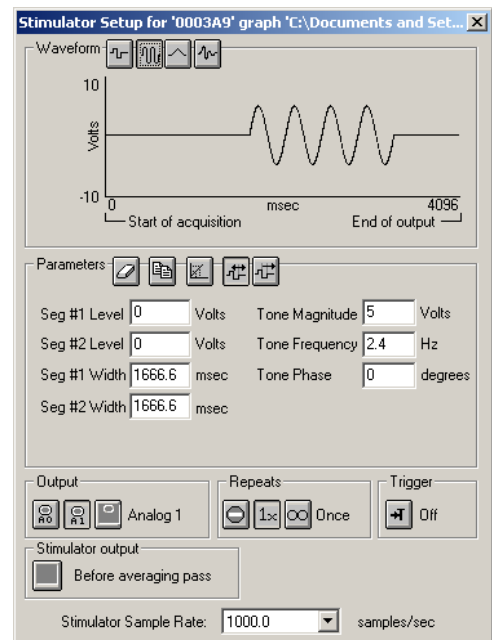 Stimulator Setup for '0003A9' graph 'C:\Documents and Set...
Waveform
10
Volts
-10
0 msec 4096
Start of acquisition End of output
Parameters
Seg #1 Level 0 Volts Tone Magnitude 5 Volts
Seg #2 Level 0 Volts Tone Frequency 2.4 Hz
Seg #1 Width 1666.6 msec Tone Phase 0 degrees
Seg #2 Width 1666.6 msec
Output Repeats Trigger
A0 A1 Analog 1 1x Once Off
Stimulator output
Before averaging pass
Stimulator Sample Rate: 1000.0 samples/sec